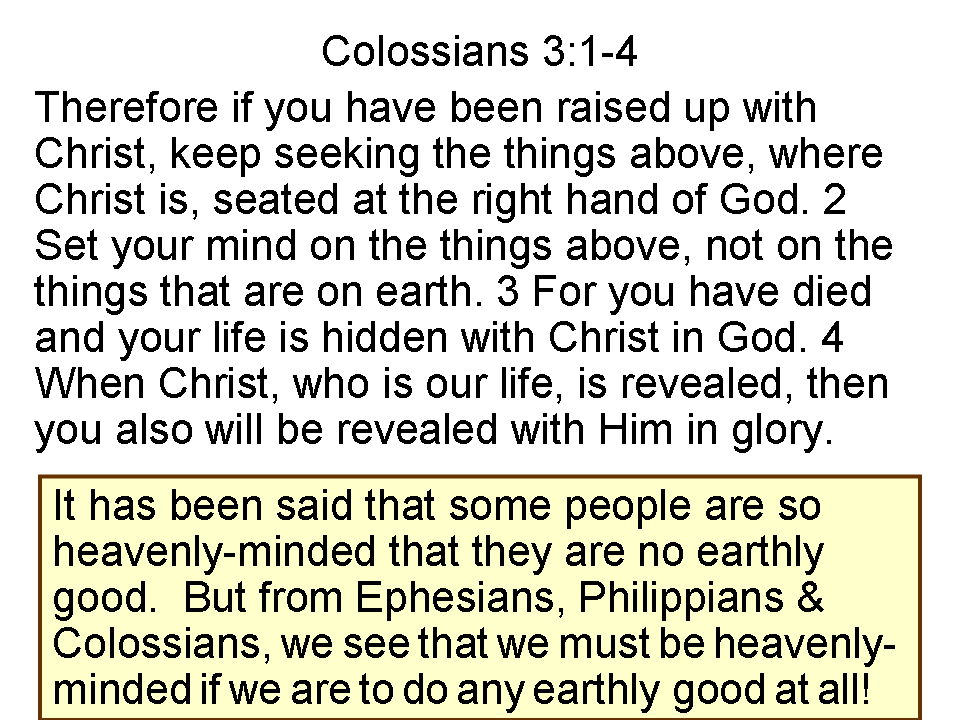 Colossians 3:1-4
Therefore if you have been raised up with
Christ, keep seeking the things above, where
Christ is, seated at the right hand of God. 2
Set your mind on the things above, not on the
things that are on earth. 3 For you have died
and your life is hidden with Christ in God. 4
When Christ, who is our life, is revealed, then
you also will be revealed with Him in glory.
It has been said that some people are so
heavenly-minded that they are no earthly
good.  But from Ephesians, Philippians &
Colossians, we see that we must be heavenly-
minded if we are to do any earthly good at all!